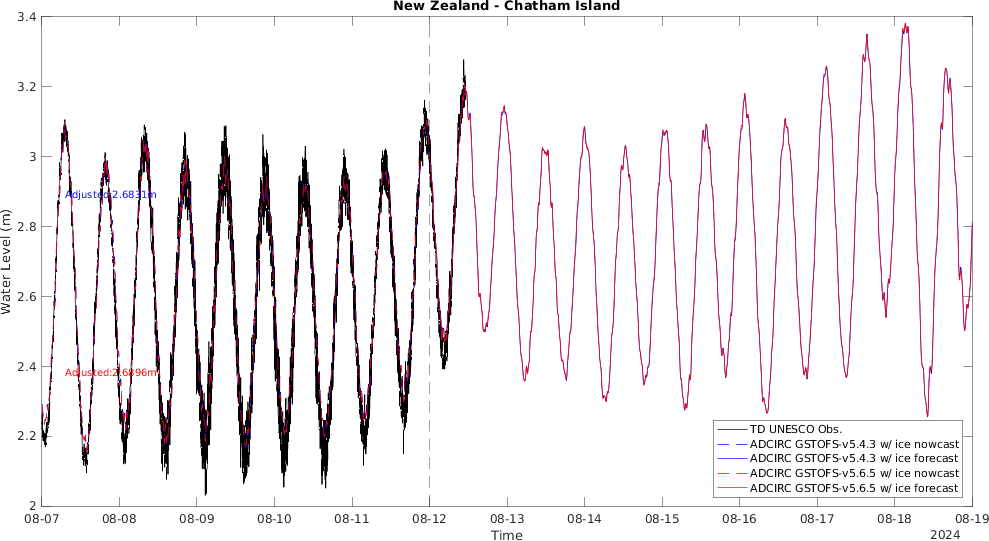 New Zealand - Chatham Island
Water Level (m)
3.4
3.2
3
2.8
2.6
2.4
2.2
2
Adjusted:2.6831m
Adjusted:2.6896m
TD UNESCO Obs.
ADCIRC GSTOFS-v5.4.3 w/ ice nowcast
ADCIRC GSTOFS-v5.4.3 w/ ice forecast
ADCIRC GSTOFS-v5.6.5 w/ ice nowcast
ADCIRC GSTOFS-v5.6.5 w/ ice forecast
08-07 08-08 08-09 08-10 08-11 08-12 08-13 08-14 08-15 08-16 08-17 08-18 08-19
Time
2024